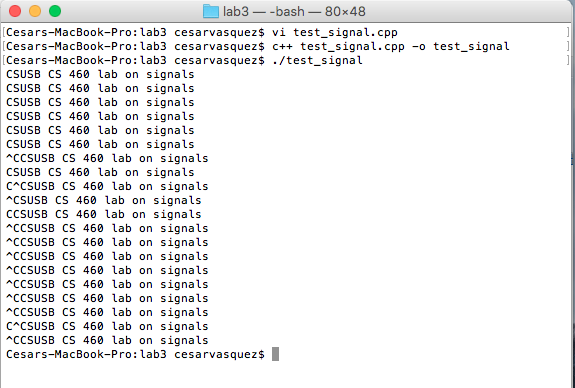 lab3 — -bash — 80×48
[Cesars-MacBook-Pro:lab3 cesarvasquez$ vi test_signal.cpp ]
[Cesars-MacBook-Pro:lab3 cesarvasquez$ c++ test_signal.cpp -o test_signal ]
[Cesars-MacBook-Pro:lab3 cesarvasquez$ ./test_signal ]
CSUSB CS 460 lab on signals
CSUSB CS 460 lab on signals
CSUSB CS 460 lab on signals
CSUSB CS 460 lab on signals
CSUSB CS 460 lab on signals
CSUSB CS 460 lab on signals
^CCSUSB CS 460 lab on signals
CSUSB CS 460 lab on signals
C^CSUSB CS 460 lab on signals
^CSUSB CS 460 lab on signals
CCSUSB CS 460 lab on signals
^CCSUSB CS 460 lab on signals
^CCSUSB CS 460 lab on signals
^CCSUSB CS 460 lab on signals
^CCSUSB CS 460 lab on signals
^CCSUSB CS 460 lab on signals
^CCSUSB CS 460 lab on signals
^CCSUSB CS 460 lab on signals
C^CSUSB CS 460 lab on signals
^CCSUSB CS 460 lab on signals
Cesars-MacBook-Pro:lab3 cesarvasquez$